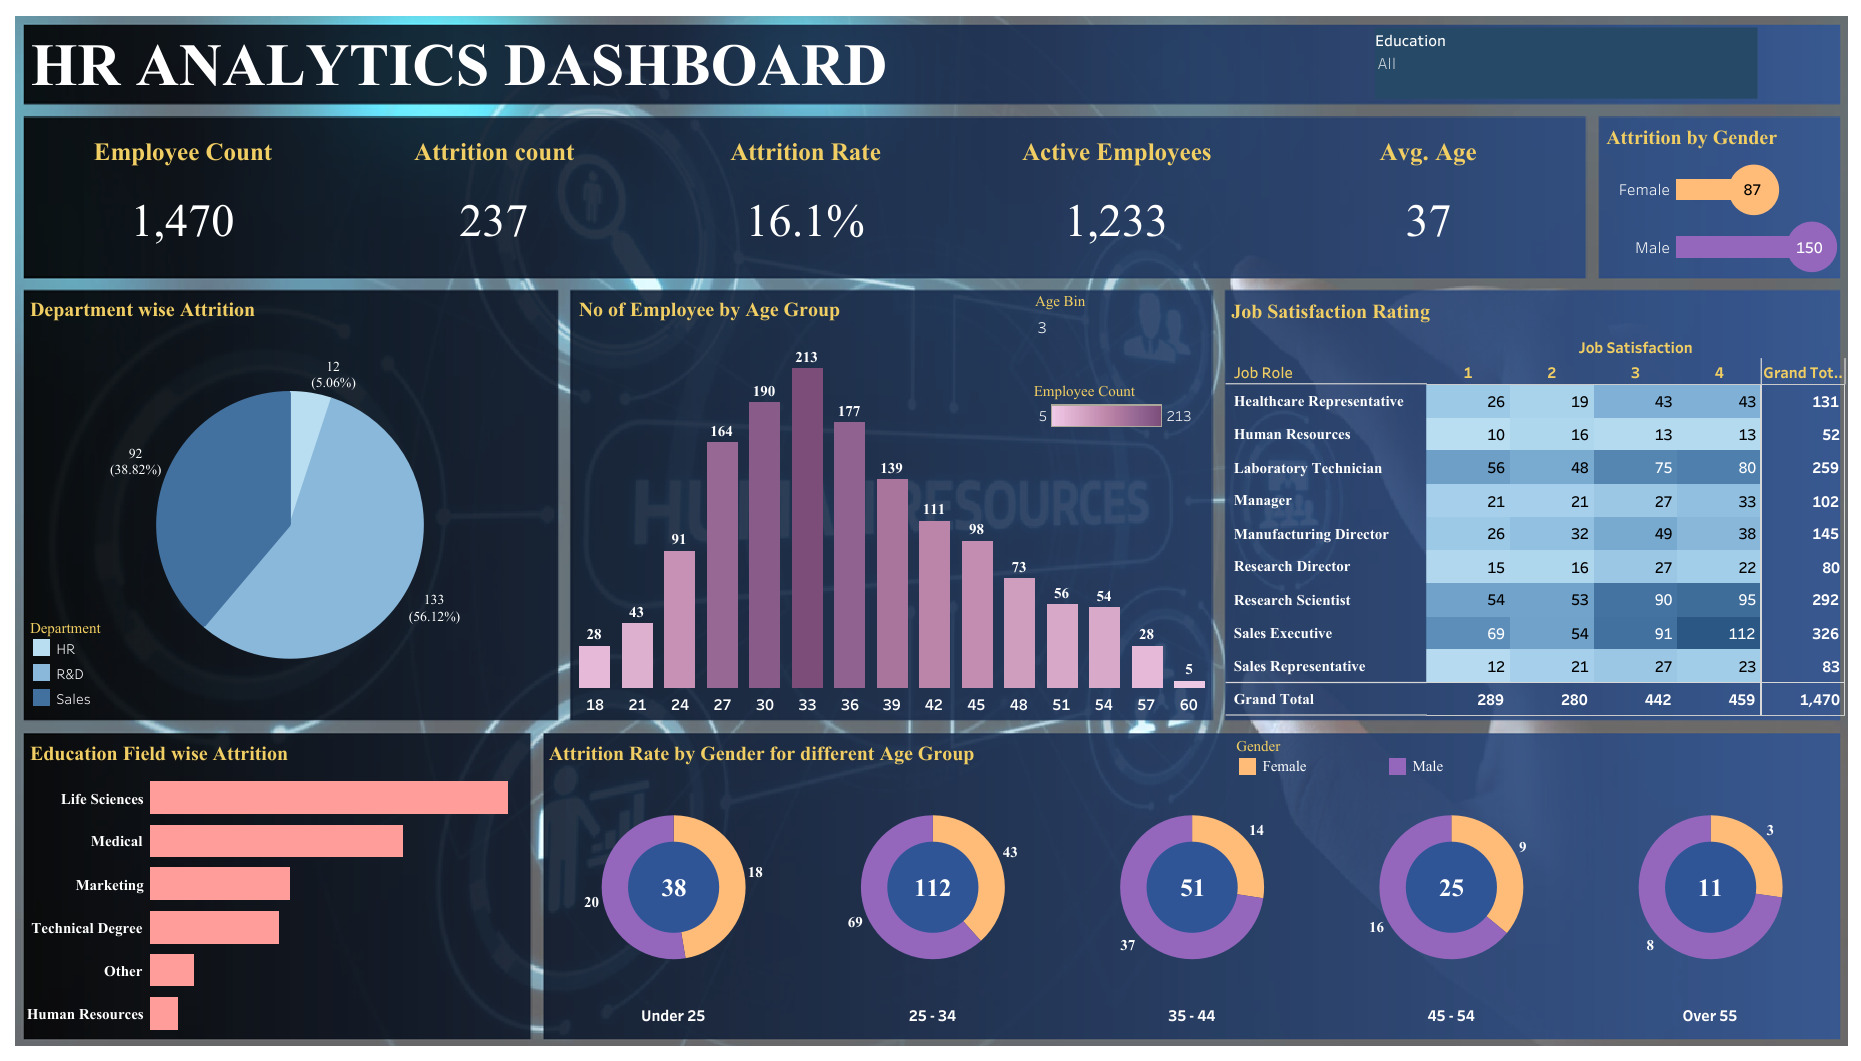 HR ANALYTICS DASHBOARD
Education
All
Employee Count
Attrition count
Attrition Rate
Active Employees
Avg. Age
1,470
237
16.1%
1,233
37
Attrition by Gender
Female
87
Male
150
Department wise Attrition
12
(5.06%)
92
(38.82%)
133
(56.12%)
Department
HR
R&D
Sales
No of Employee by Age Group
Age Bin
3
Employee Count
5
213
28
43
91
164
190
213
177
139
111
98
73
56
54
28
5
18 21 24 27 30 33 36 39 42 45 48 51 54 57 60
HUMAN RESOURCES
Job Satisfaction Rating
Job Satisfaction
Job Role 1 2 3 4 Grand Tot..
Healthcare Representative 26 19 43 43 131
Human Resources 10 16 13 13 52
Laboratory Technician 56 48 75 80 259
Manager 21 21 27 33 102
Manufacturing Director 26 32 49 38 145
Research Director 15 16 27 22 80
Research Scientist 54 53 90 95 292
Sales Executive 69 54 91 112 326
Sales Representative 12 21 27 23 83
Grand Total 289 280 442 459 1,470
Education Field wise Attrition
Life Sciences
Medical
Marketing
Technical Degree
Other
Human Resources
Attrition Rate by Gender for different Age Group
Gender
Female
Male
38
18
20
Under 25
112
43
69
25 - 34
51
14
37
35 - 44
25
9
16
45 - 54
11
3
8
Over 55